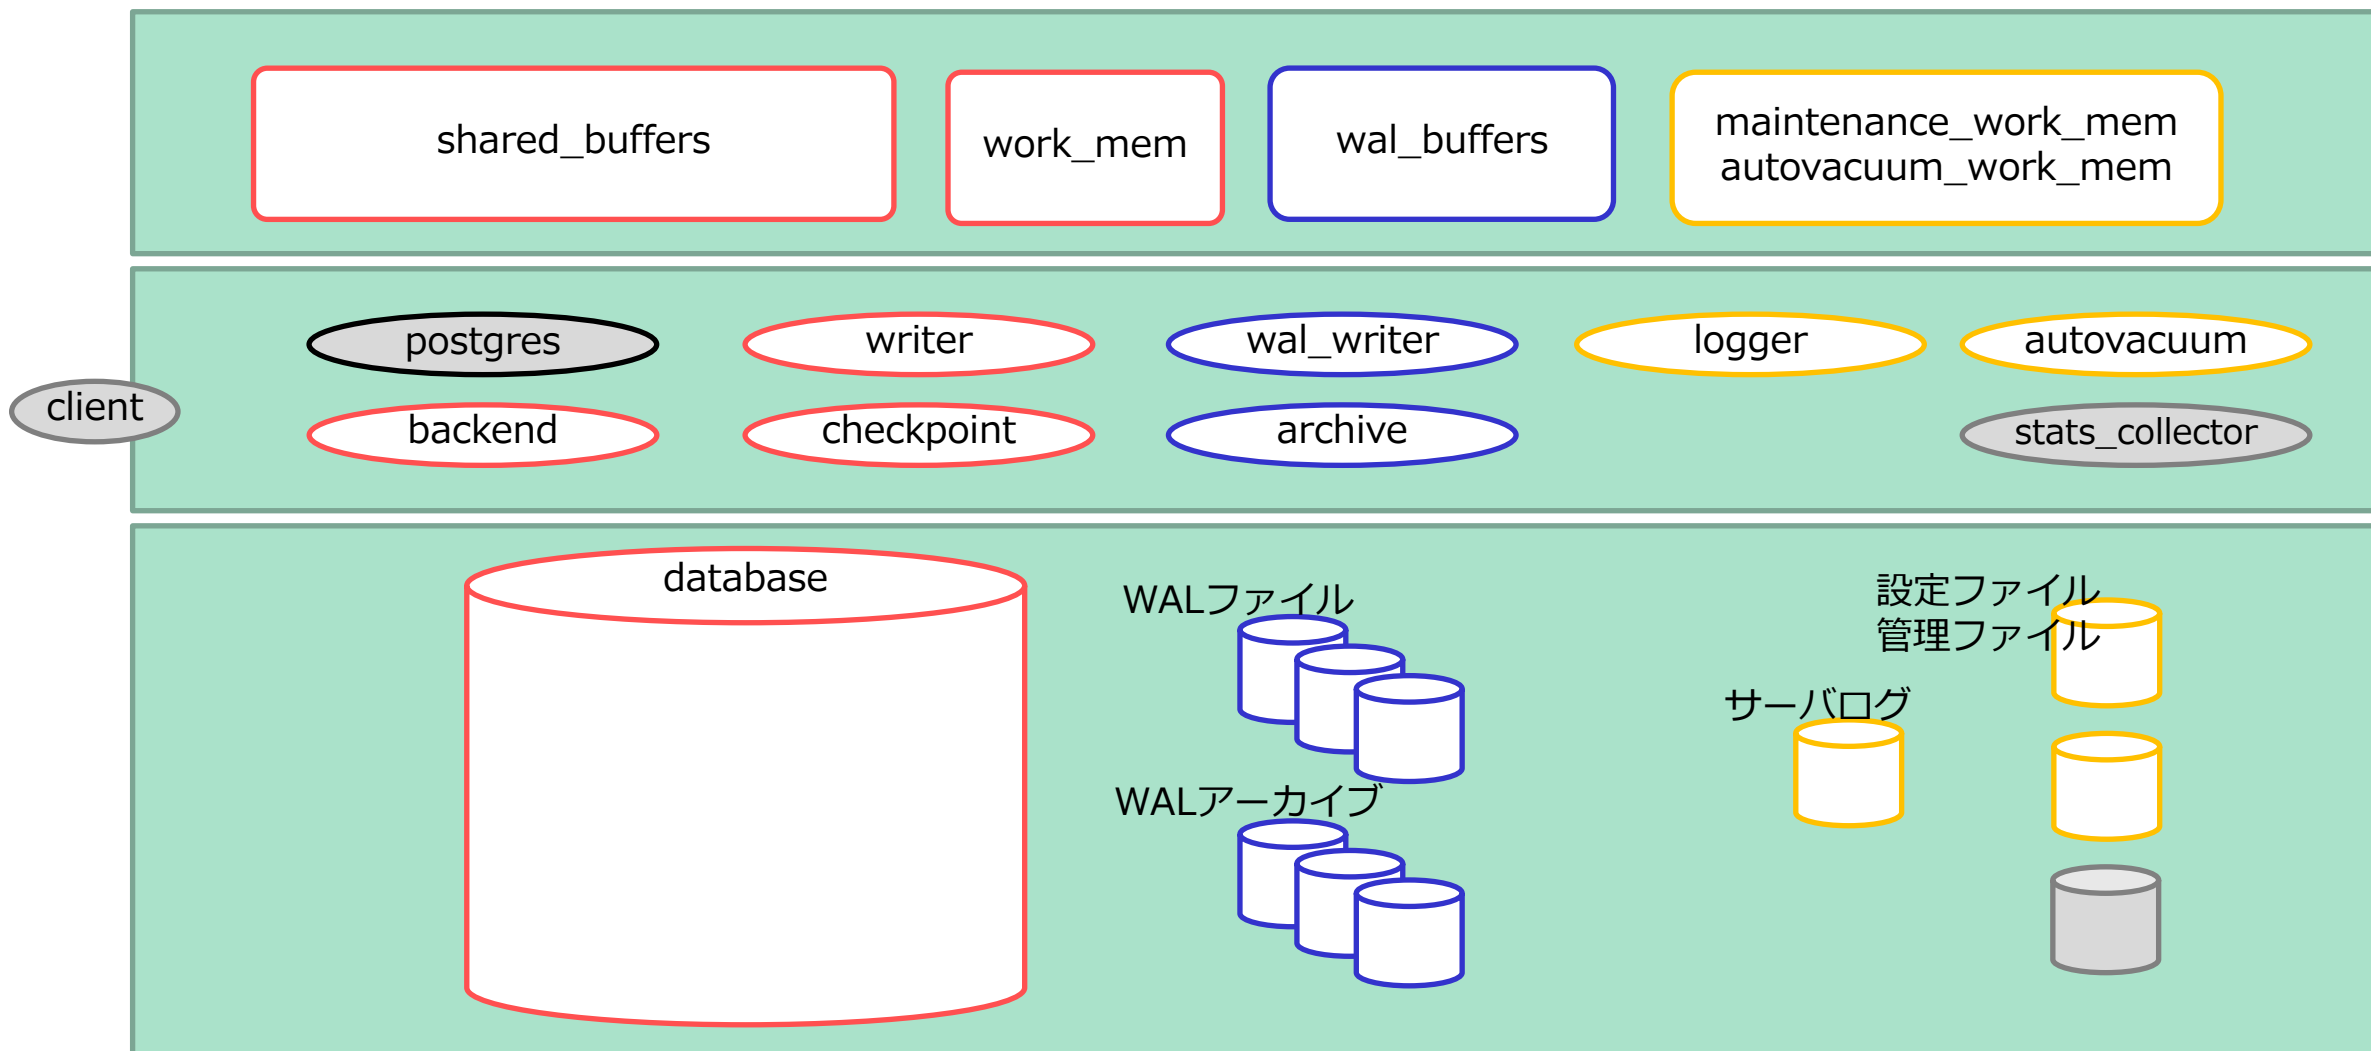 shared_buffers
work_mem
wal_buffers
maintenance_work_mem
autovacuum_work_mem
postgres
writer
wal_writer
logger
autovacuum
client
backend
checkpoint
archive
stats_collector
database
WALファイル
設定ファイル
管理ファイル
サーバログ
WALアーカイブ